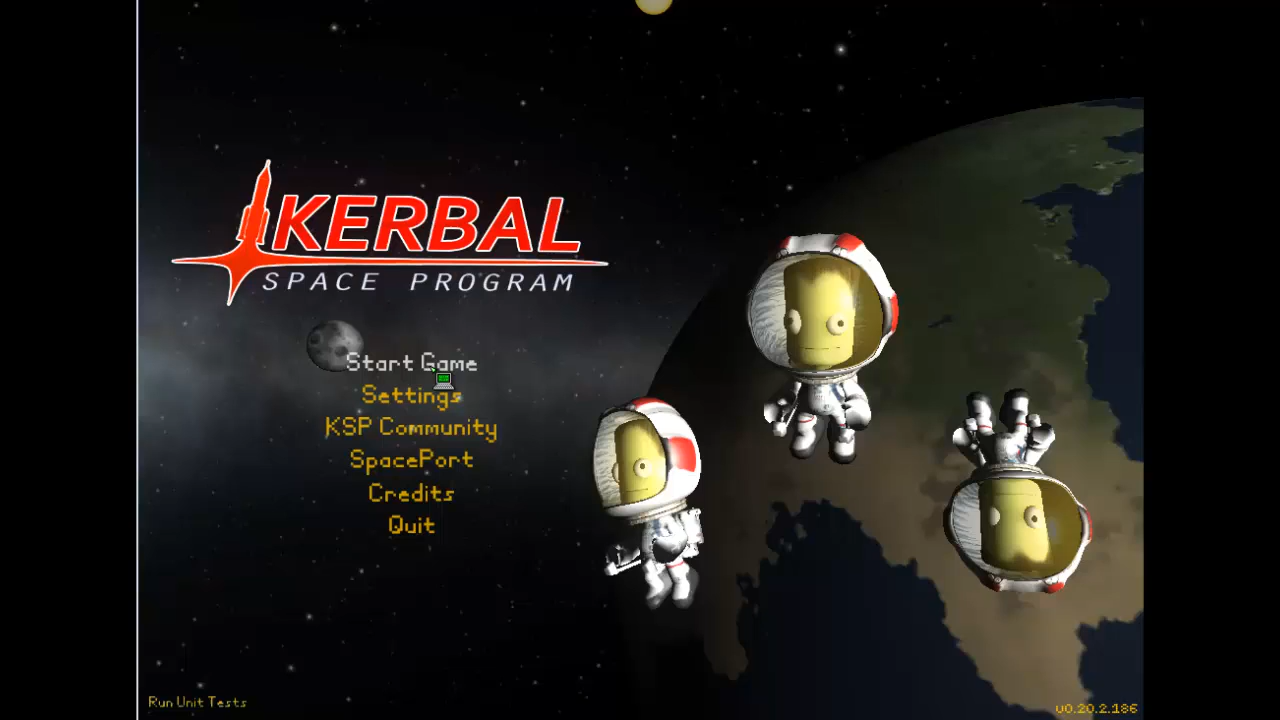 KERBAL
SPACE PROGRAM
Start Game
Settings
KSP Community
SpacePort
Credits
Quit
Run Unit Tests
v0.20.2.186